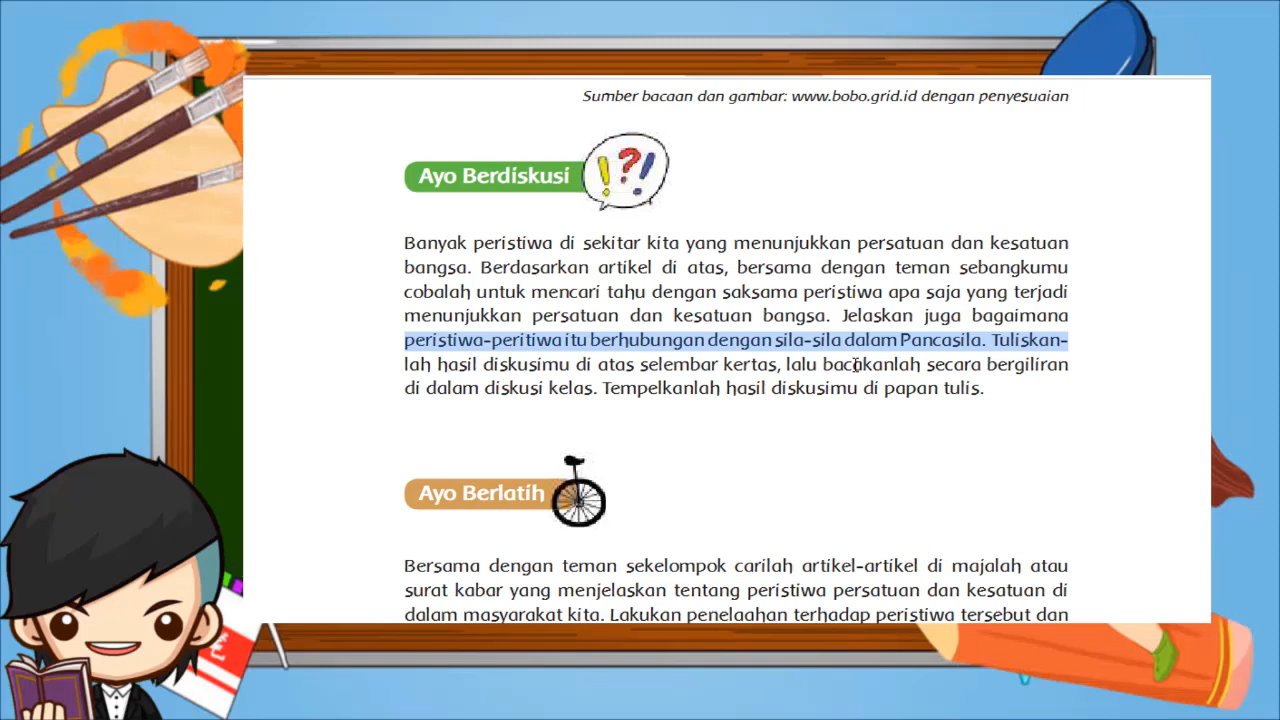 Sumber bacaan dan gambar: www.bobo.grid.id dengan penyesuaian
Ayo Berdiskusi
!?!
Banyak peristiwa di sekitar kita yang menunjukkan persatuan dan kesatuan
bangsa. Berdasarkan artikel di atas, bersama dengan teman sebangkumu
cobalah untuk mencari tahu dengan saksama peristiwa apa saja yang terjadi
menunjukkan persatuan dan kesatuan bangsa. Jelaskan juga bagaimana
peristiwa-peritiwa itu berhubungan dengan sila-sila dalam Pancasila. Tuliskan-
lah hasil diskusimu di atas selembar kertas, lalu bacakanlah secara bergiliran
di dalam diskusi kelas. Tempelkanlah hasil diskusimu di papan tulis.
Ayo Berlatih
Bersama dengan teman sekelompok carilah artikel-artikel di majalah atau
surat kabar yang menjelaskan tentang peristiwa persatuan dan kesatuan di
dalam masyarakat kita. Lakukan penelaahan terhadap peristiwa tersebut dan